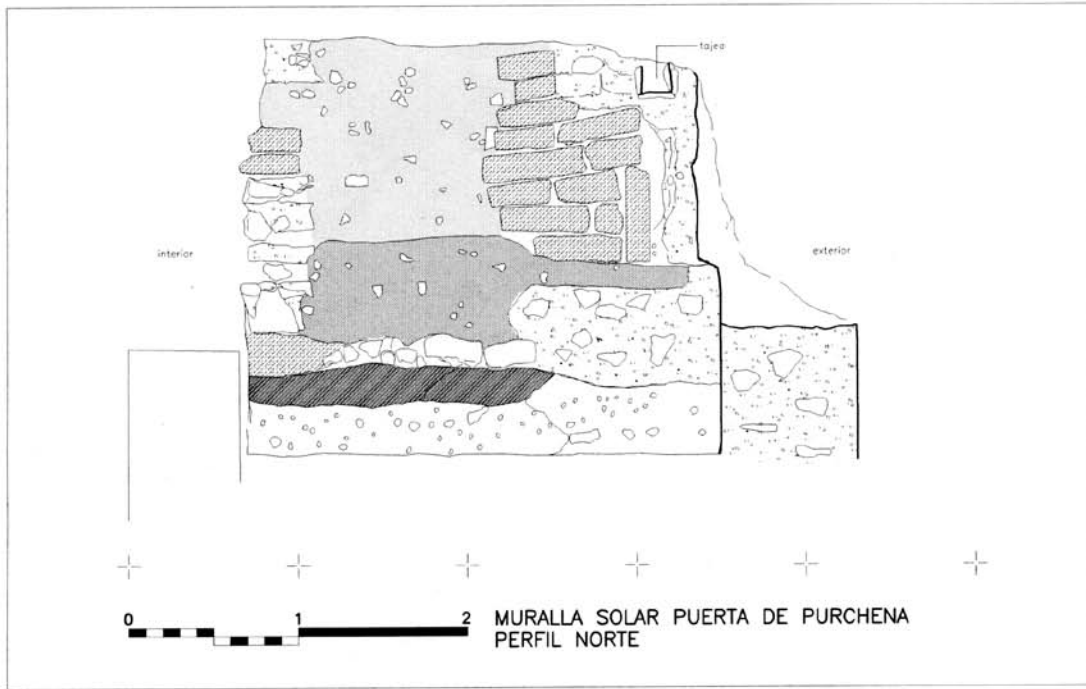 tajea
interior
exterior
0 1 2
MURALLA SOLAR PUERTA DE PURCHENA
PERFIL NORTE